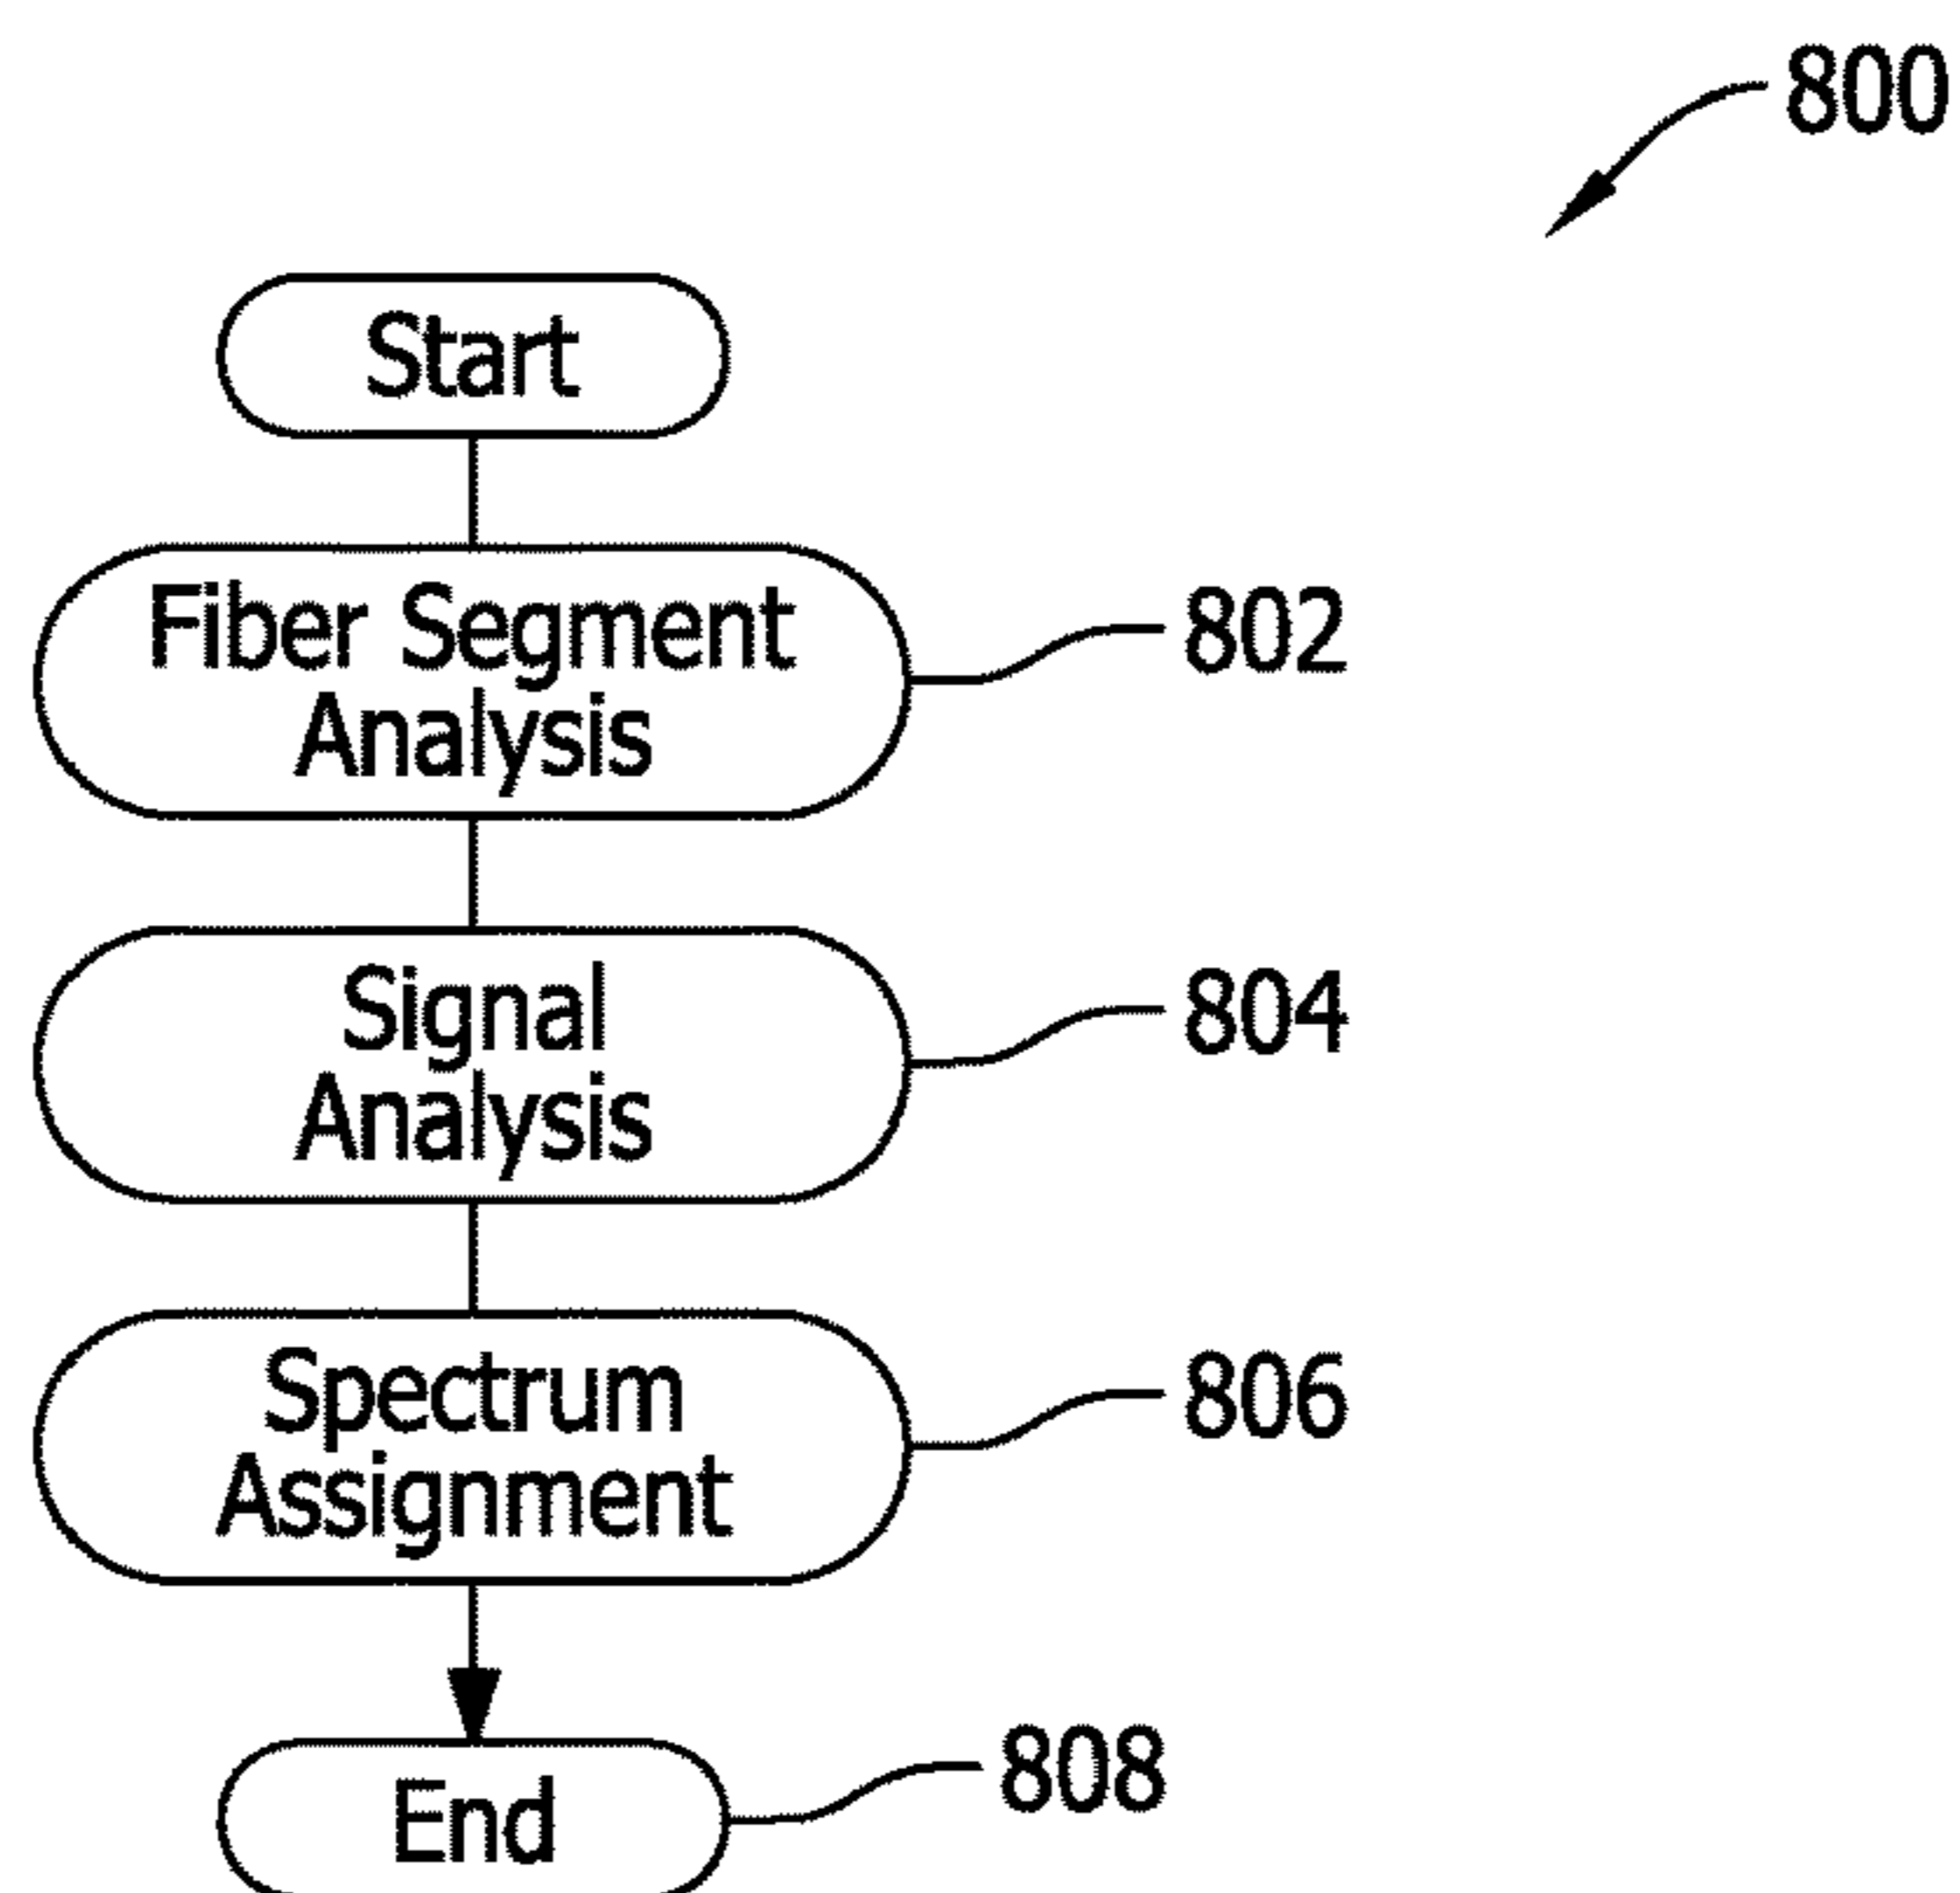 800
Start
Fiber Segment
Analysis
802
Signal
Analysis
804
Spectrum
Assignment
806
End
808